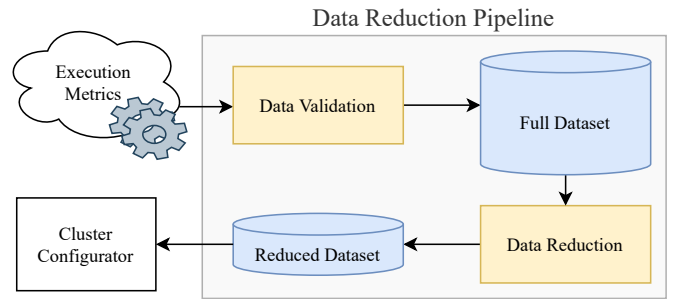 Data Reduction Pipeline
Execution
Metrics
Data Validation
Full Dataset
Cluster
Configurator
Reduced Dataset
Data Reduction